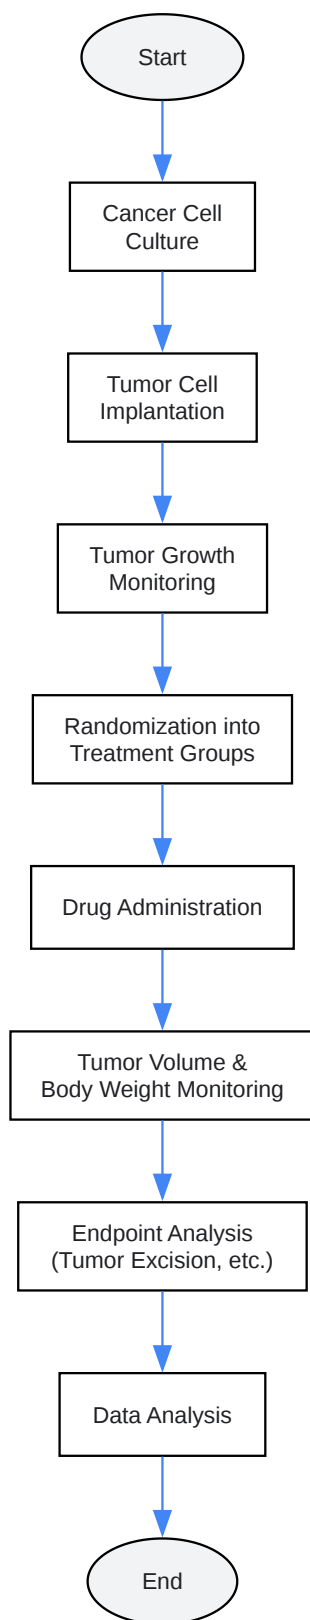 Start
Cancer Cell
Culture
Tumor Cell
Implantation
Tumor Growth
Monitoring
Randomization into
Treatment Groups
Drug Administration
Tumor Volume &
Body Weight Monitoring
Endpoint Analysis
(Tumor Excision, etc.)
Data Analysis
End